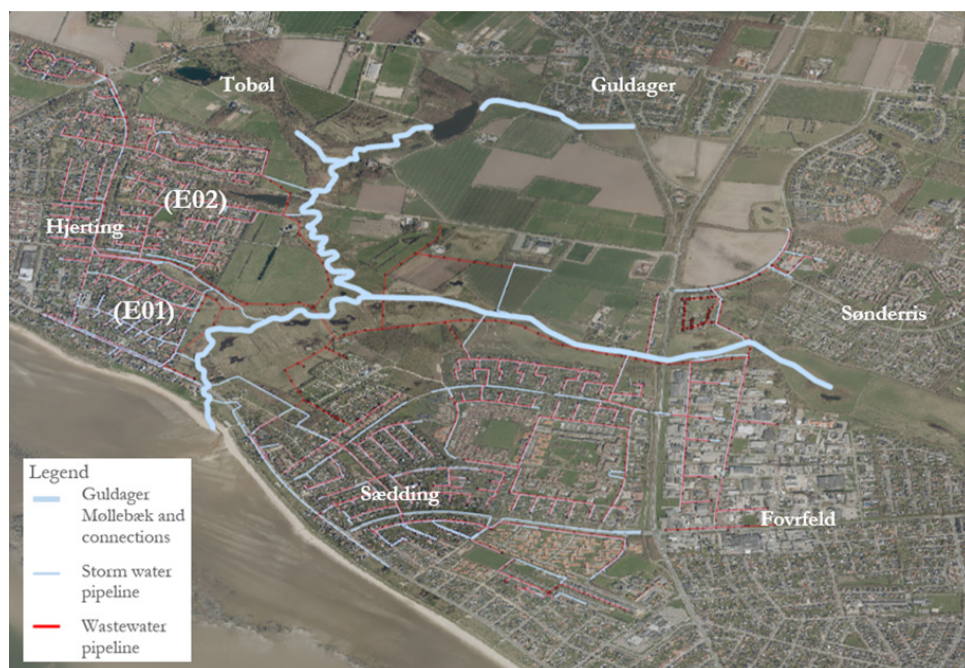 Tobøl
Guldager
(E02)
Hjerting
(E01)
Sønderris
Sædding
Fovrfeld
Legend
Guldager
Møllebæk and
connections
Storm water
pipeline
Wastewater
pipeline